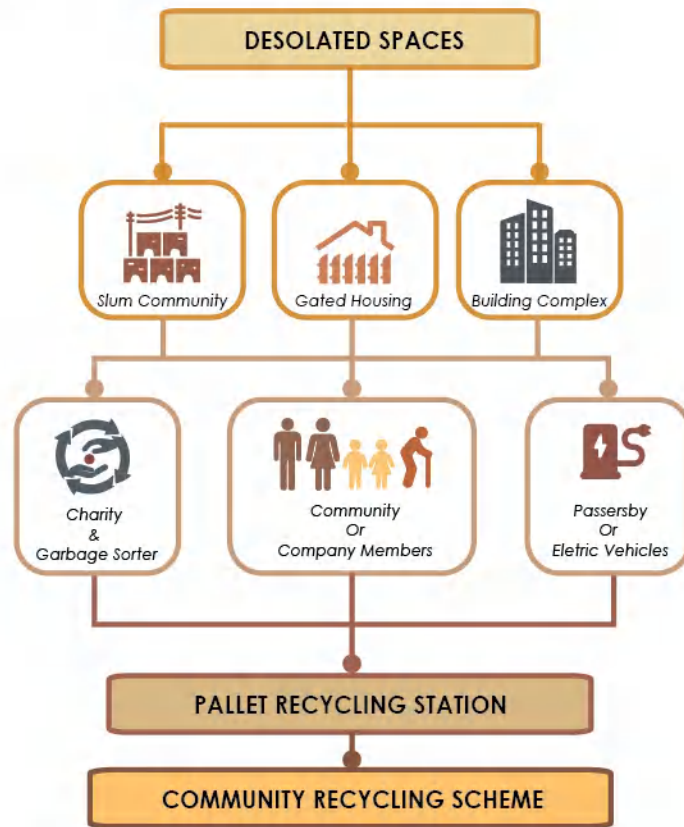 DESOLATED SPACES
Slum Community
Gated Housing
Building Complex
Charity
&
Garbage Sorter
Community
Or
Company Members
Passersby
Or
Eletric Vehicles
PALLET RECYCLING STATION
COMMUNITY RECYCLING SCHEME